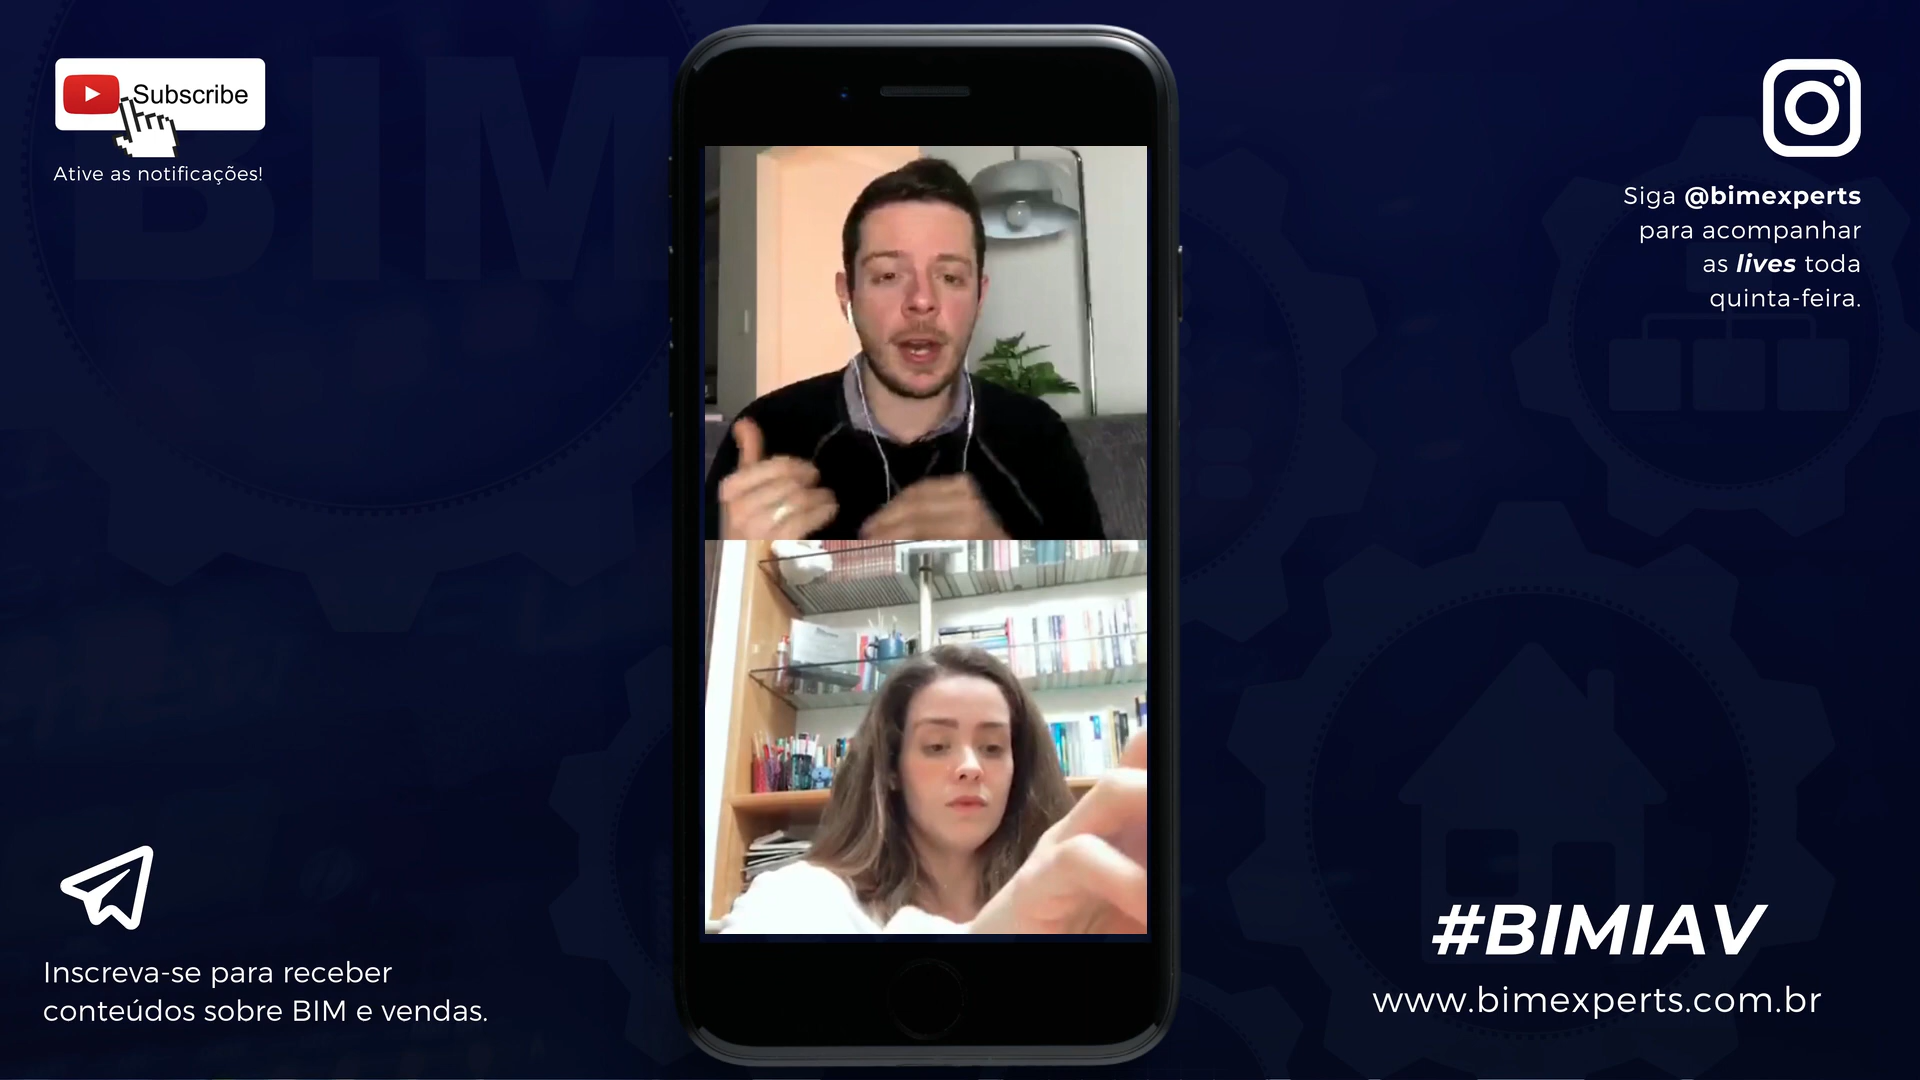 BIM
Subscribe
Ative as notificações!
Siga @bimexperts
para acompanhar
as lives toda
quinta-feira.
Inscreva-se para receber
conteúdos sobre BIM e vendas.
#BIMIAV
www.bimexperts.com.br